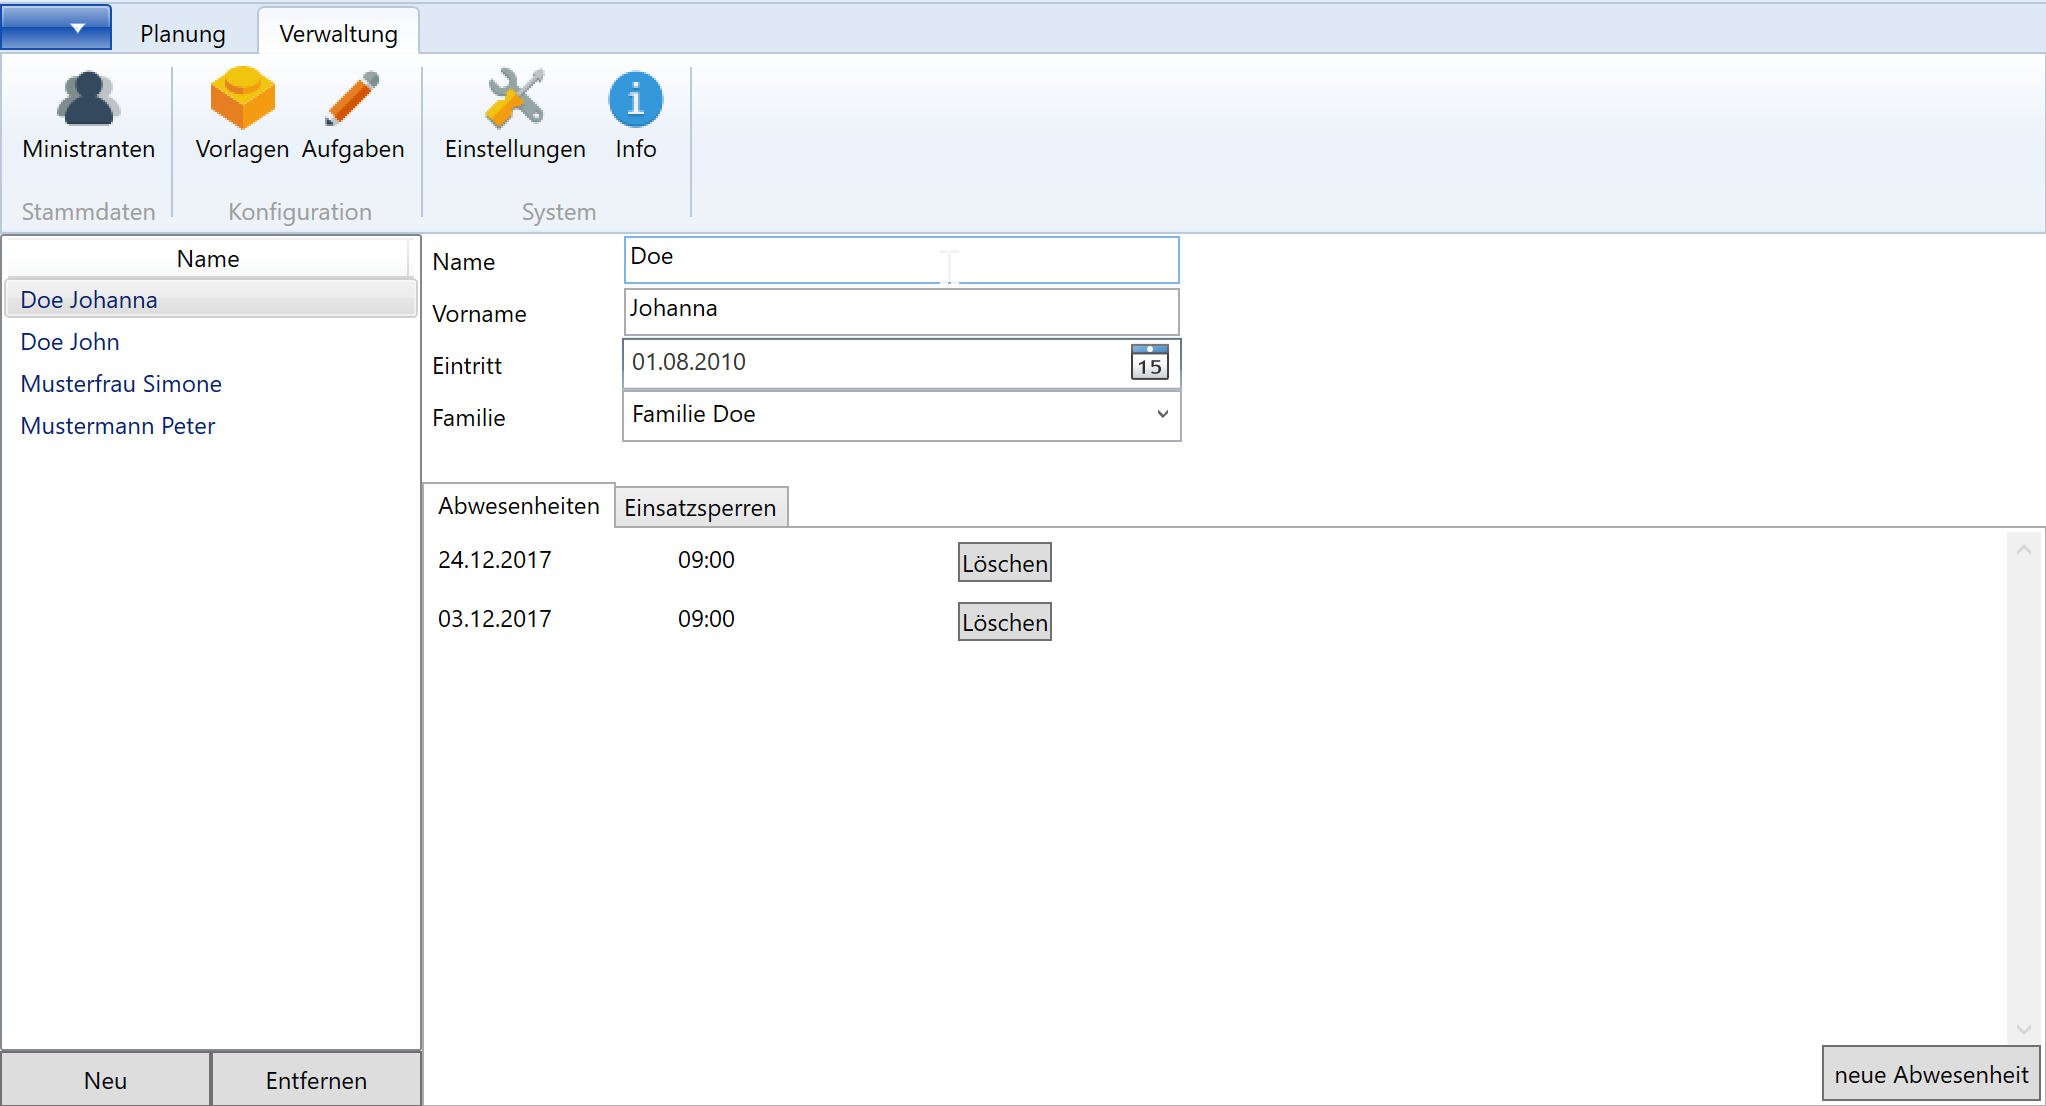 Planung Verwaltung
Ministranten Vorlagen Aufgaben Einstellungen Info
Stammdaten Konfiguration System
Name
Doe Johanna
Doe John
Musterfrau Simone
Mustermann Peter
Neu Entfernen
Name Doe
Vorname Johanna
Eintritt 01.08.2010 15
Familie Familie Doe
Abwesenheiten Einsatzsperren
24.12.2017 09:00 Löschen
03.12.2017 09:00 Löschen
neue Abwesenheit